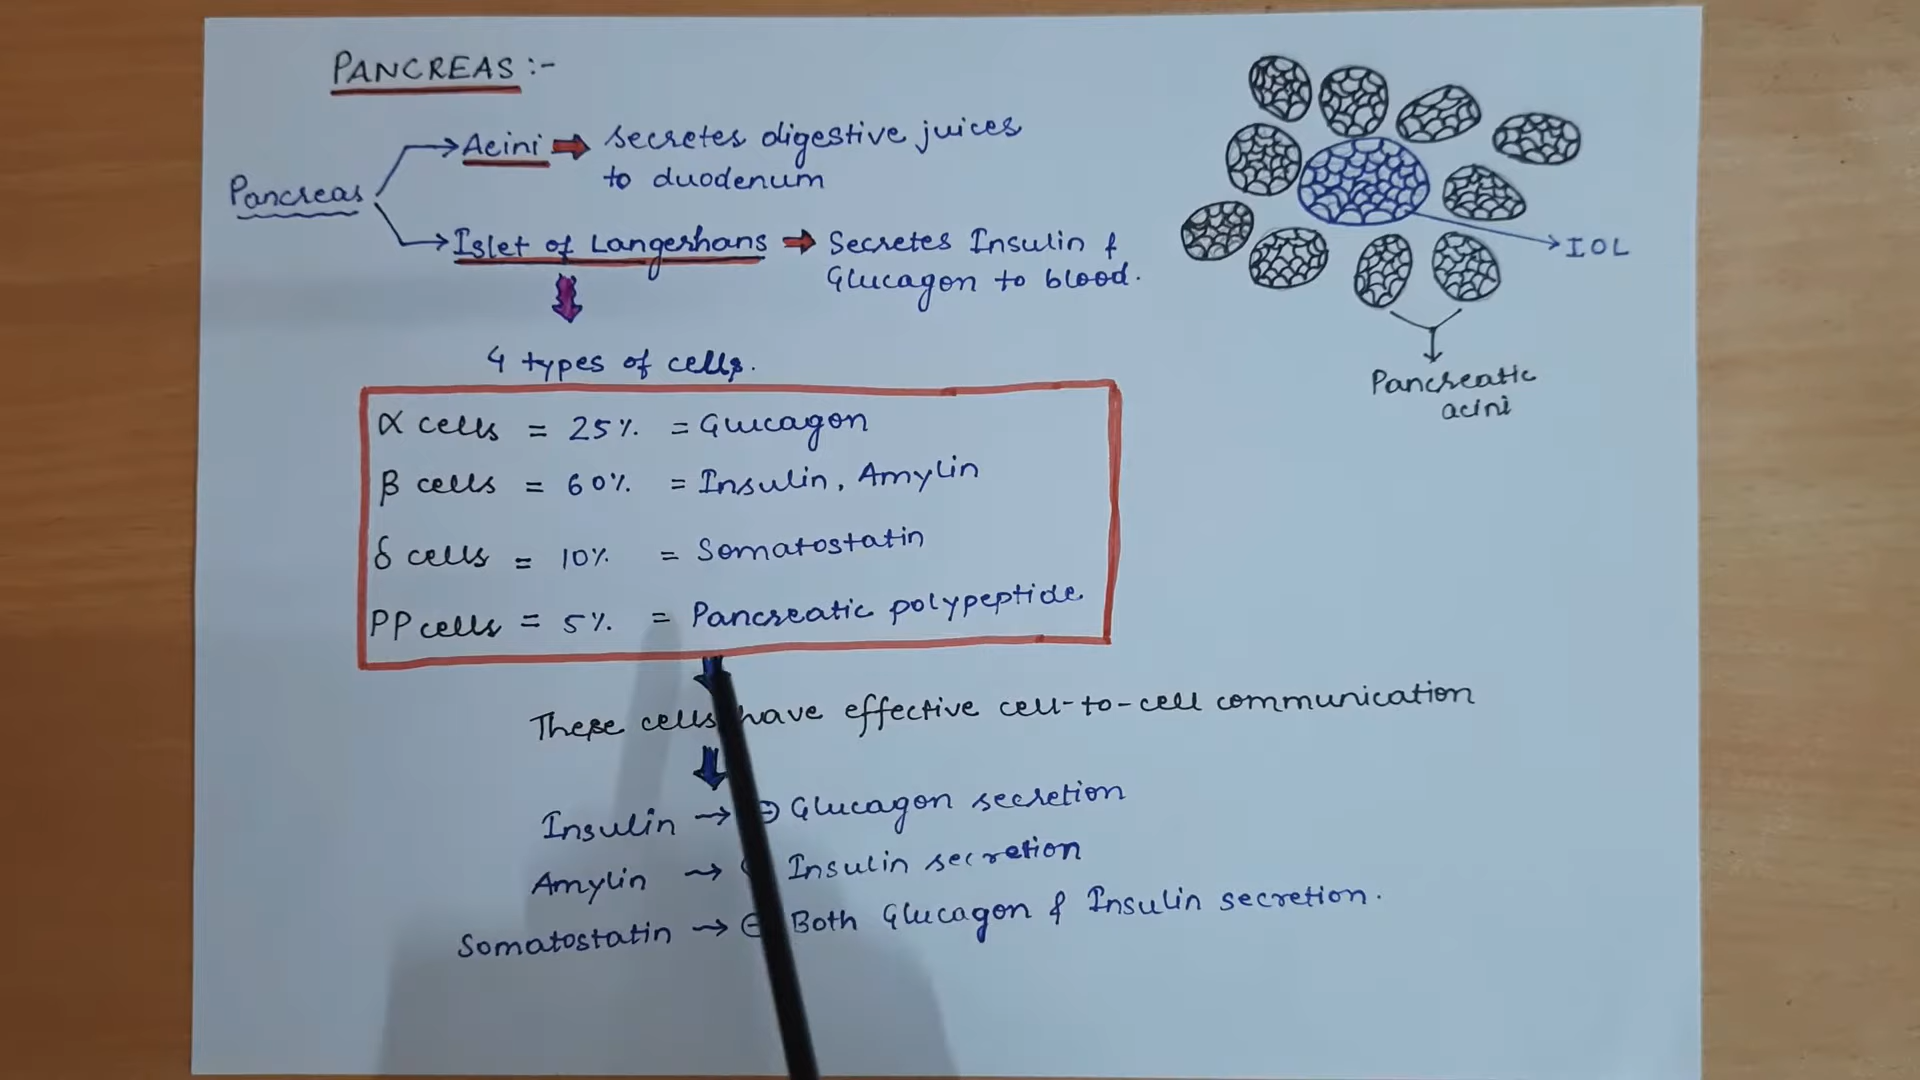 PANCREAS :-
Pancreas
Acini
secretes digestive juices
to duodenum
Islet of Langerhans
Secretes Insulin &
Glucagon to blood.
4 types of cells.
α cells = 25% = Glucagon
β cells = 60% = Insulin, Amylin
δ cells = 10% = Somatostatin
PP cells = 5% = Pancreatic polypeptide
These cells have effective cell-to-cell communication
Insulin → ⊖ Glucagon secretion
Amylin → Insulin secretion
Somatostatin → ⊖ Both Glucagon & Insulin secretion.
IOL
Pancreatic
acini